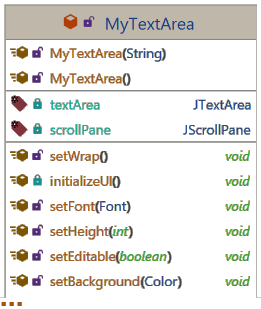 MyTextArea
MyTextArea(String)
MyTextArea()
textArea JTextArea
scrollPane JScrollPane
setWrap() void
initializeUI() void
setFont(Font) void
setHeight(int) void
setEditable(boolean) void
setBackground(Color) void